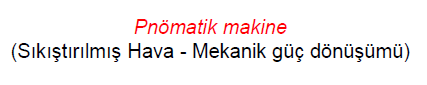 Pnömatik makine
(Sıkıştırılmış Hava - Mekanik güç dönüşümü)